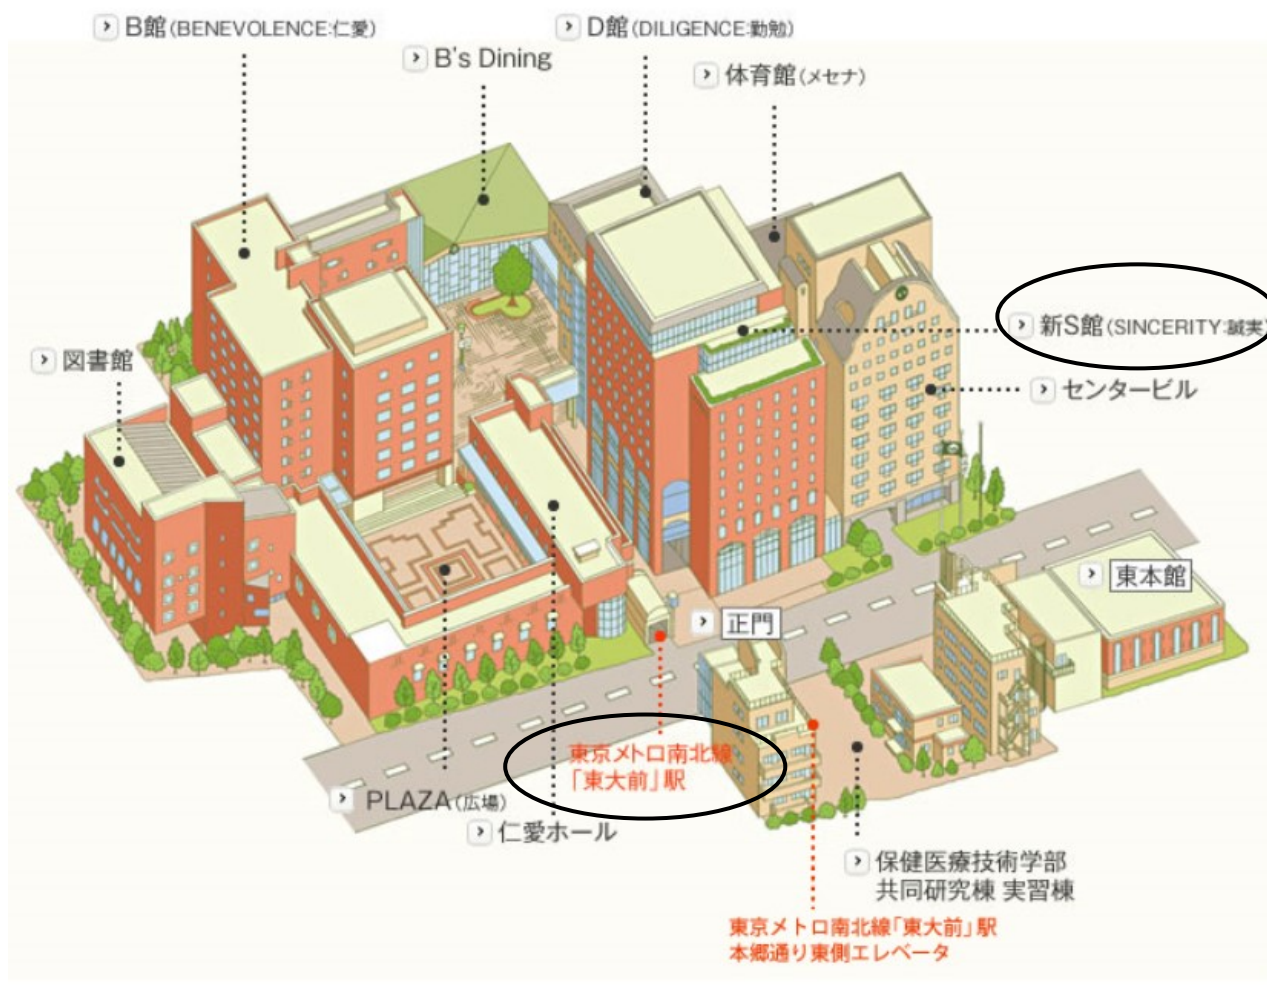 B館(BENEVOLENCE:仁愛)
D館(DILIGENCE:勤勉)
B's Dining
体育館(メセナ)
新S館(SINCERITY:誠実)
図書館
センタービル
東本館
正門
東京メトロ南北線
「東大前」駅
PLAZA(広場)
仁愛ホール
保健医療技術学部
共同研究棟 実習棟
東京メトロ南北線「東大前」駅
本郷通り東側エレベータ